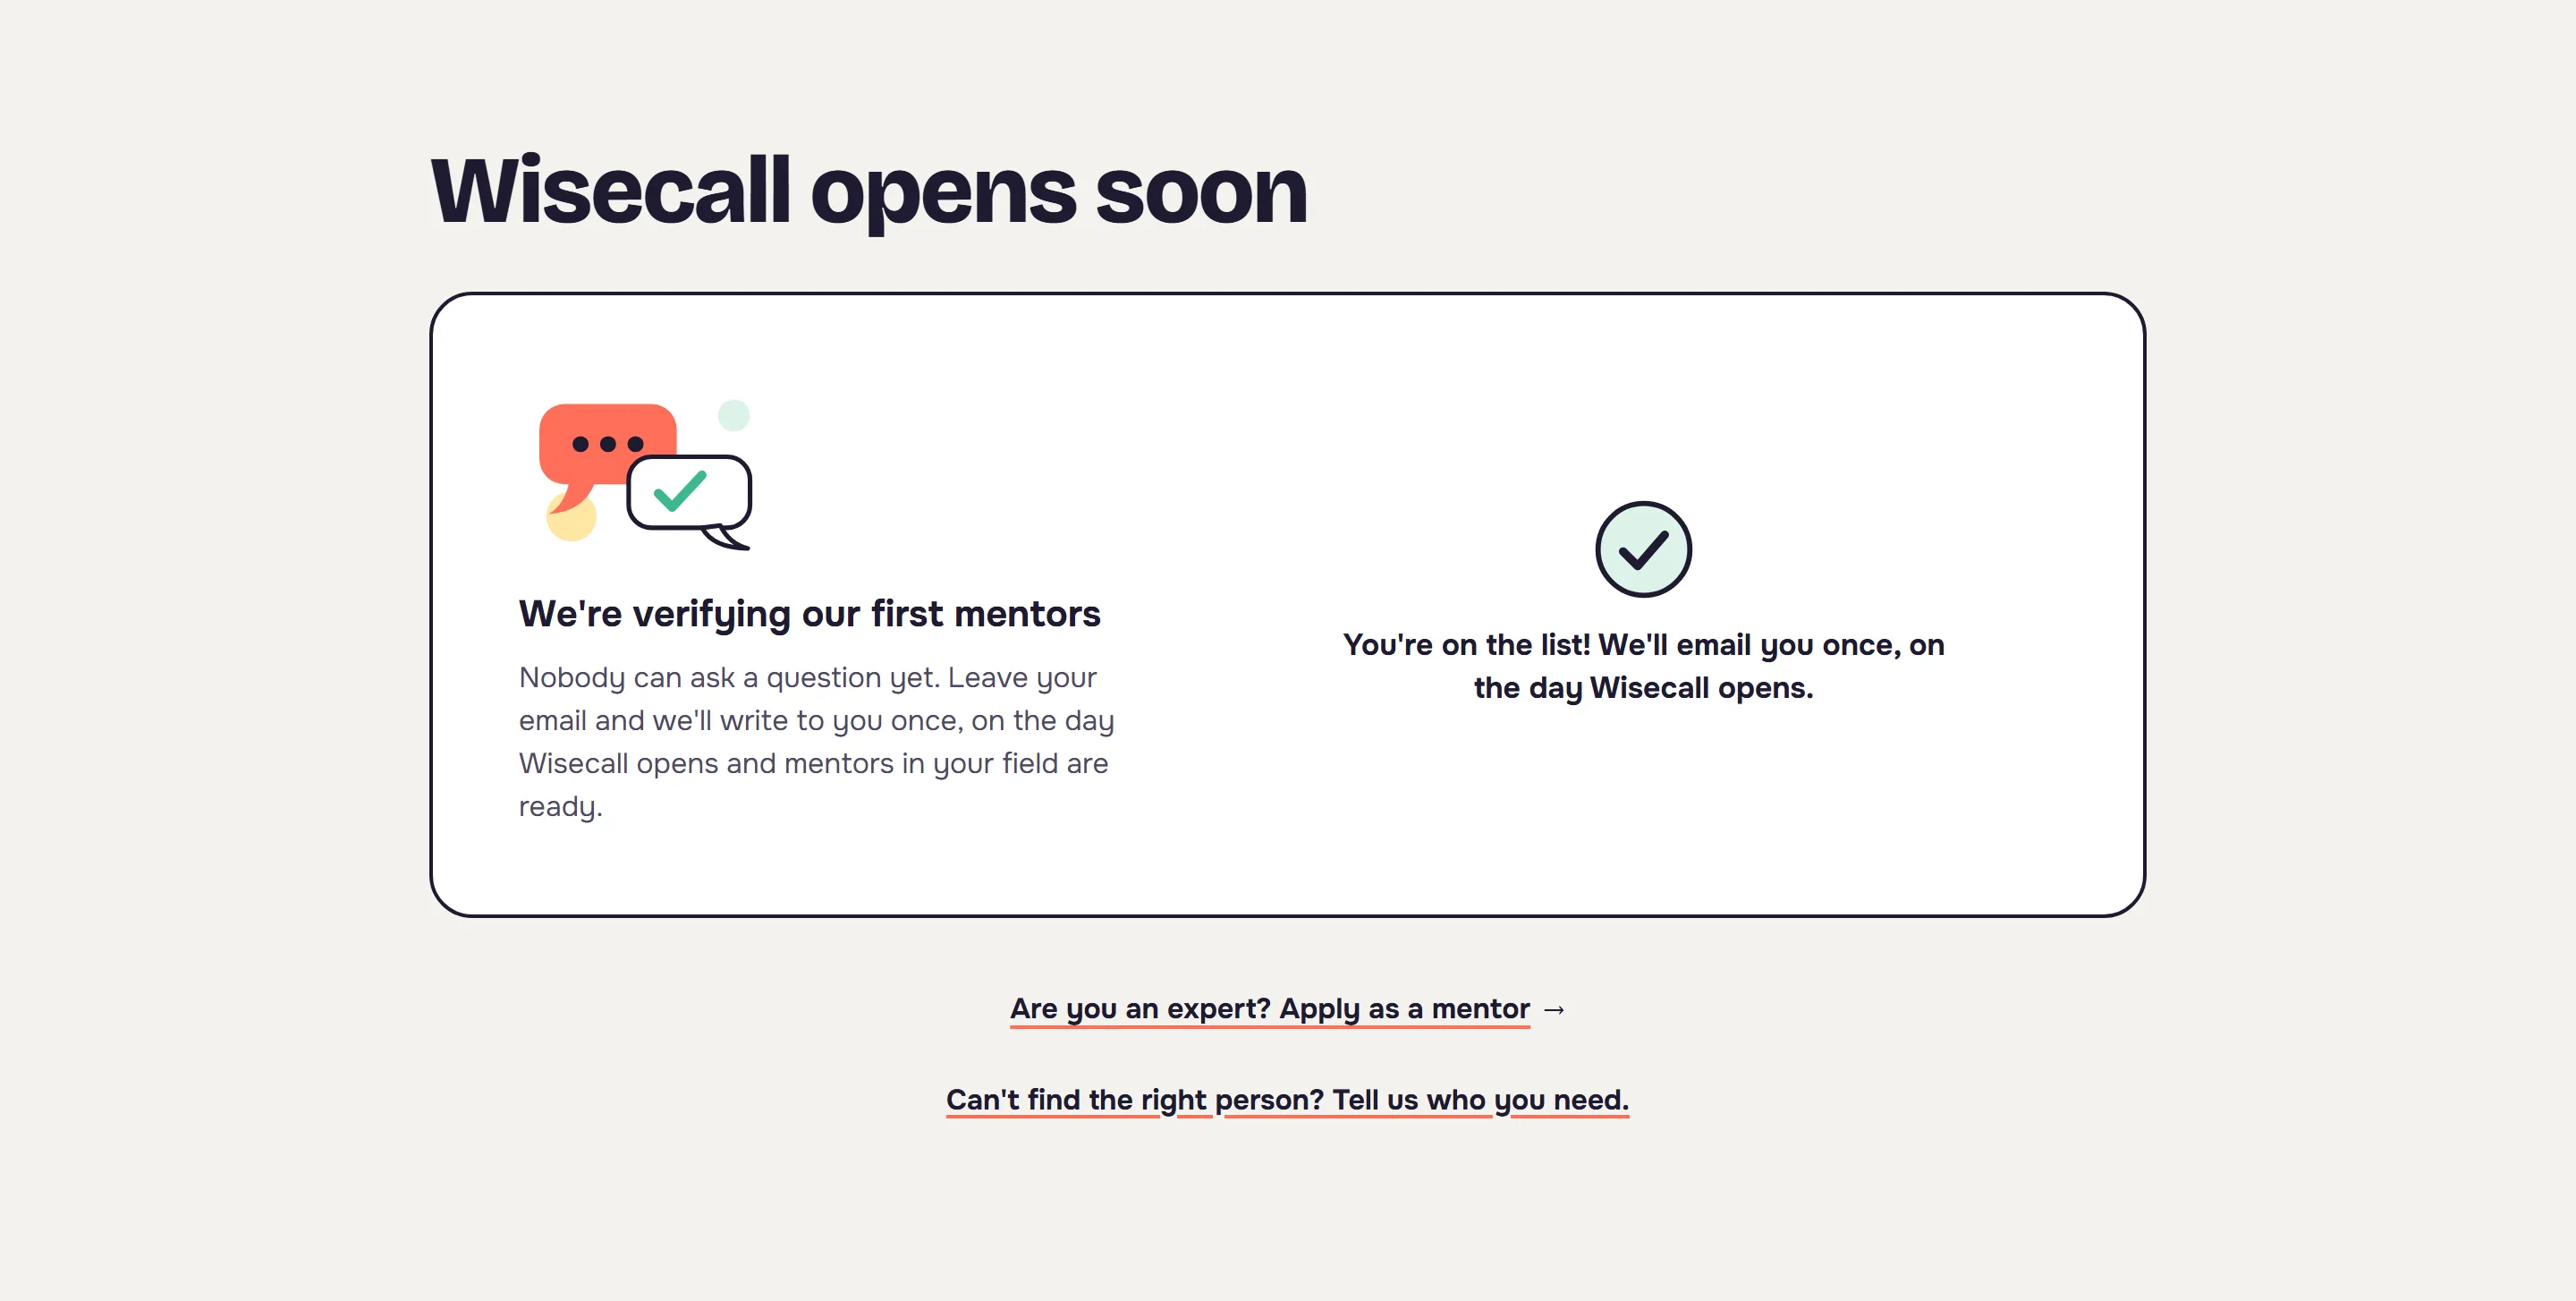 Wisecall opens soon
We're verifying our first mentors
Nobody can ask a question yet. Leave your
email and we'll write to you once, on the day
Wisecall opens and mentors in your field are
ready.
You're on the list! We'll email you once, on
the day Wisecall opens.
Are you an expert? Apply as a mentor →
Can't find the right person? Tell us who you need.